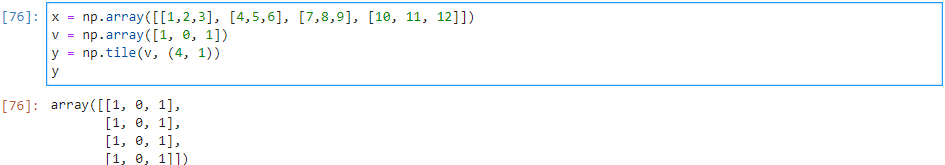 [76]: x = np.array([[1,2,3], [4,5,6], [7,8,9], [10, 11, 12]])
v = np.array([1, 0, 1])
y = np.tile(v, (4, 1))
y
[76]: array([[1, 0, 1],
[1, 0, 1],
[1, 0, 1],
[1, 0, 1]])